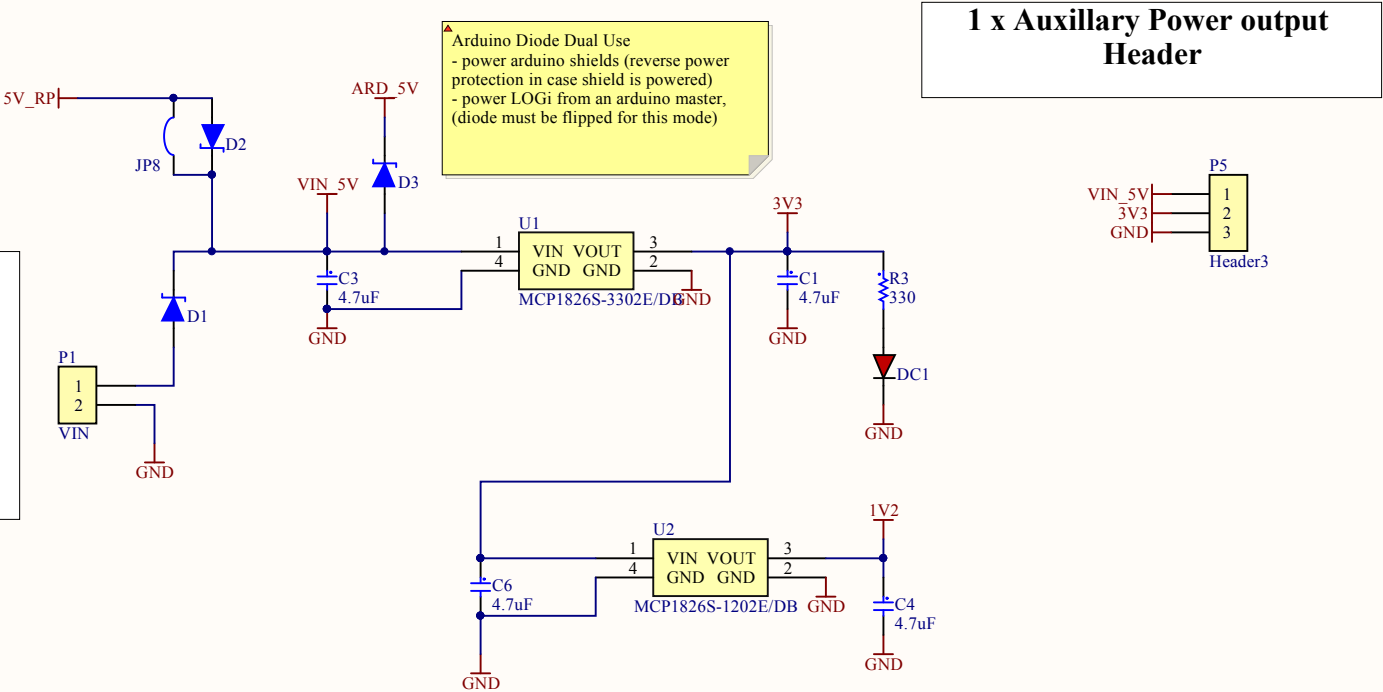 1 x Auxillary Power output
Header
Arduino Diode Dual Use
- power arduino shields (reverse power
protection in case shield is powered)
- power LOGi from an arduino master,
(diode must be flipped for this mode)
5V_RP
JP8
D2
ARD_5V
D3
VIN_5V
C3
4.7uF
GND
D1
P1
1
2
VIN
GND
U1
1
4
VIN VOUT
GND GND
3
2
MCP1826S-3302E/DB
GND
3V3
C1
4.7uF
GND
R3
330
DC1
GND
P5
VIN_5V
3V3
GND
1
2
3
Header3
U2
1
4
VIN VOUT
GND GND
3
2
MCP1826S-1202E/DB
GND
C6
4.7uF
GND
1V2
C4
4.7uF
GND